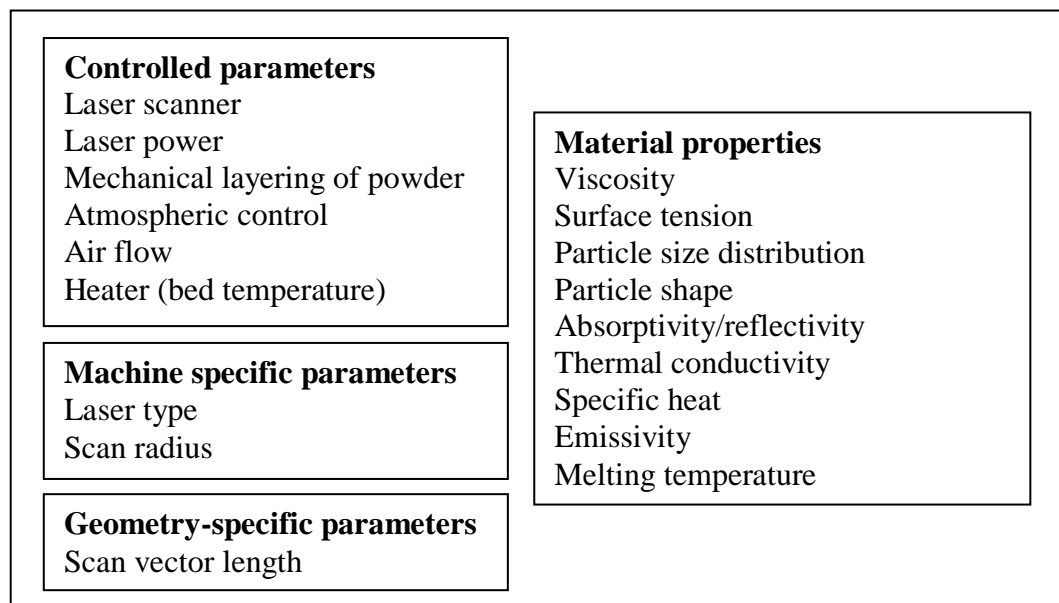 Controlled parameters
Laser scanner
Laser power
Mechanical layering of powder
Atmospheric control
Air flow
Heater (bed temperature)
Machine specific parameters
Laser type
Scan radius
Geometry-specific parameters
Scan vector length
Material properties
Viscosity
Surface tension
Particle size distribution
Particle shape
Absorptivity/reflectivity
Thermal conductivity
Specific heat
Emissivity
Melting temperature